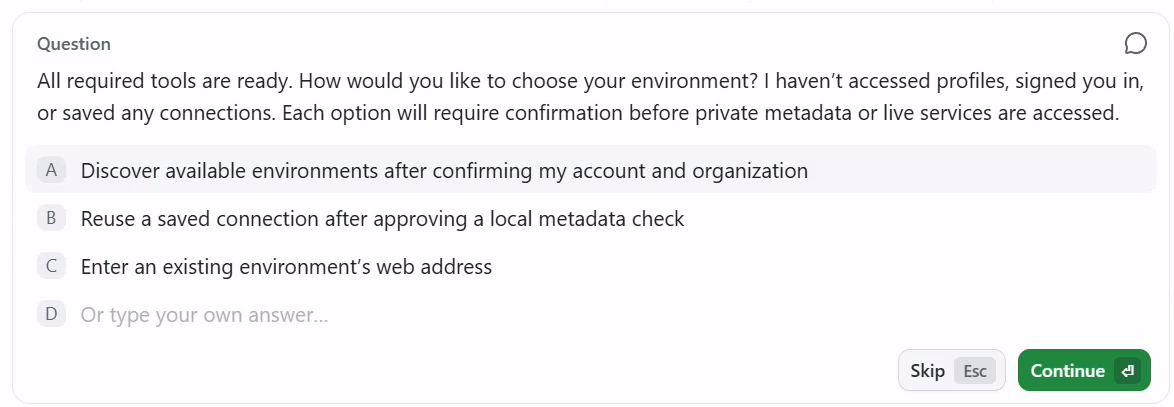 Question
All required tools are ready. How would you like to choose your environment? I haven’t accessed profiles, signed you in,
or saved any connections. Each option will require confirmation before private metadata or live services are accessed.
A Discover available environments after confirming my account and organization
B Reuse a saved connection after approving a local metadata check
C Enter an existing environment’s web address
D Or type your own answer...
Skip Esc Continue